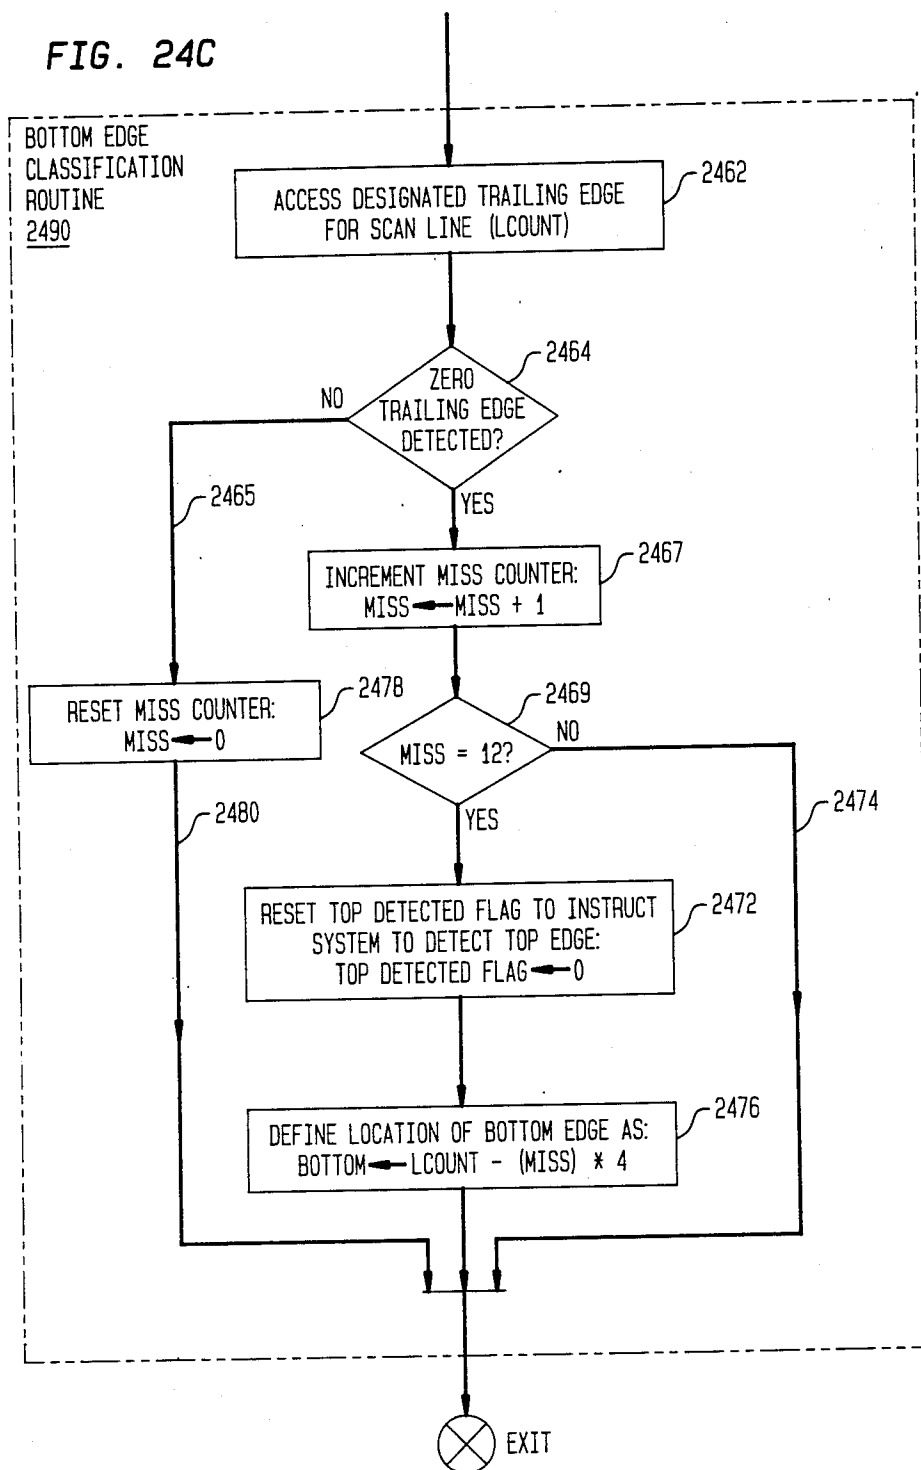 FIG. 24C
BOTTOM EDGE
CLASSIFICATION
ROUTINE
2490
ACCESS DESIGNATED TRAILING EDGE
FOR SCAN LINE (LCOUNT)
2462
ZERO
TRAILING EDGE
DETECTED?
2464
NO
YES
2465
INCREMENT MISS COUNTER:
MISS ← MISS + 1
2467
RESET MISS COUNTER:
MISS ← 0
2478
MISS = 12?
2469
NO
YES
2480
2474
RESET TOP DETECTED FLAG TO INSTRUCT
SYSTEM TO DETECT TOP EDGE:
TOP DETECTED FLAG ← 0
2472
DEFINE LOCATION OF BOTTOM EDGE AS:
BOTTOM ← LCOUNT - (MISS) * 4
2476
EXIT